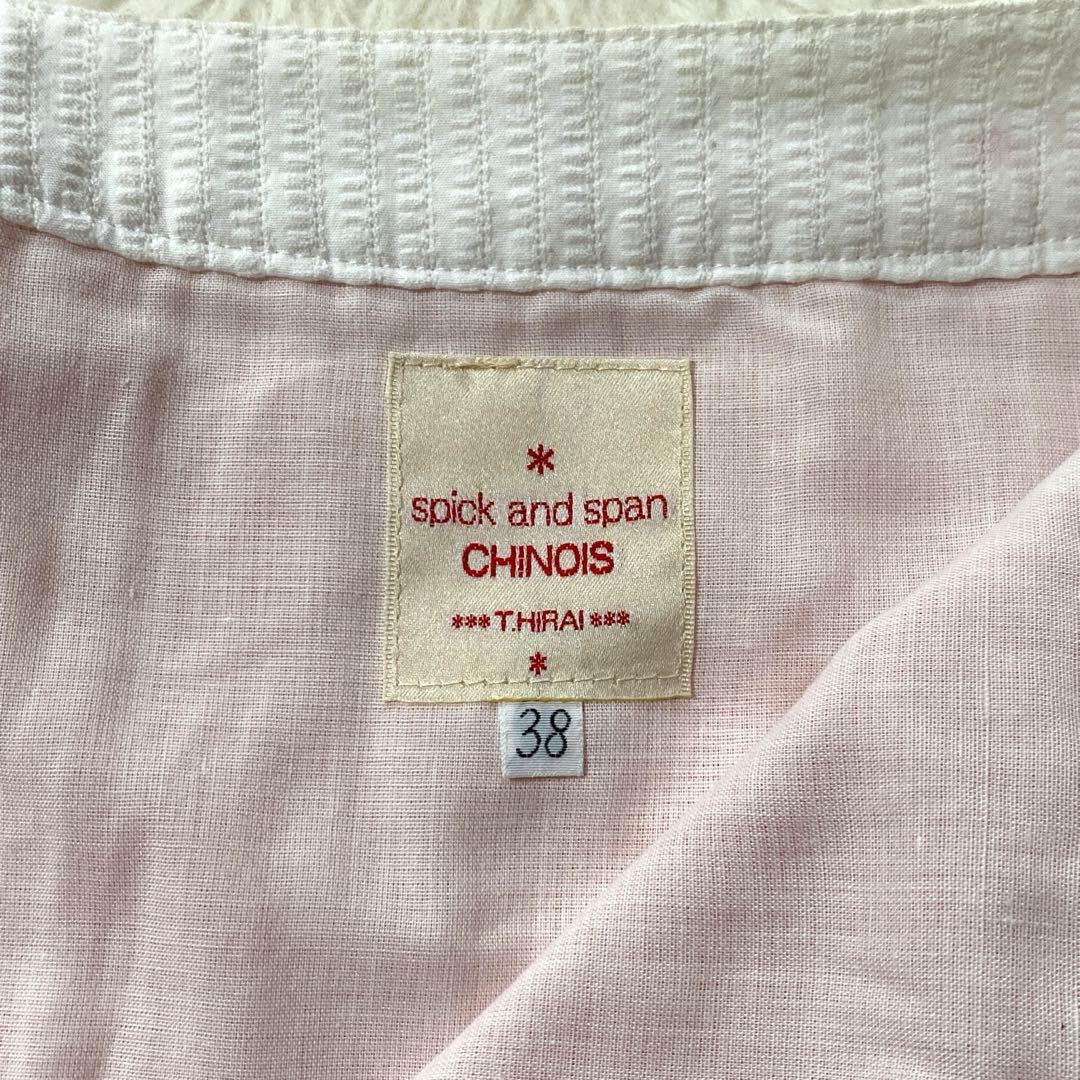 *
spick and span
CHINOIS
***T.HIRAI***
*
38